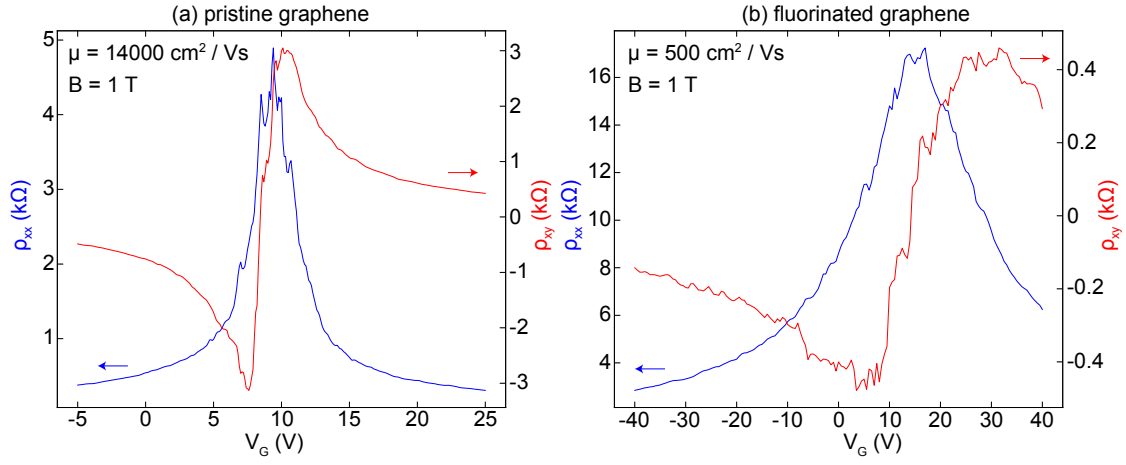 (a) pristine graphene
μ = 14000 cm² / Vs
B = 1 T
5
4
3
2
1
ρxx (kΩ)
3
2
1
0
-1
-2
-3
ρxy (kΩ)
-5 0 5 10 15 20 25
V_G (V)
(b) fluorinated graphene
μ = 500 cm² / Vs
B = 1 T
16
14
12
10
8
6
4
ρxx (kΩ)
0.4
0.2
0
-0.2
-0.4
ρxy (kΩ)
-40 -30 -20 -10 0 10 20 30 40
V_G (V)